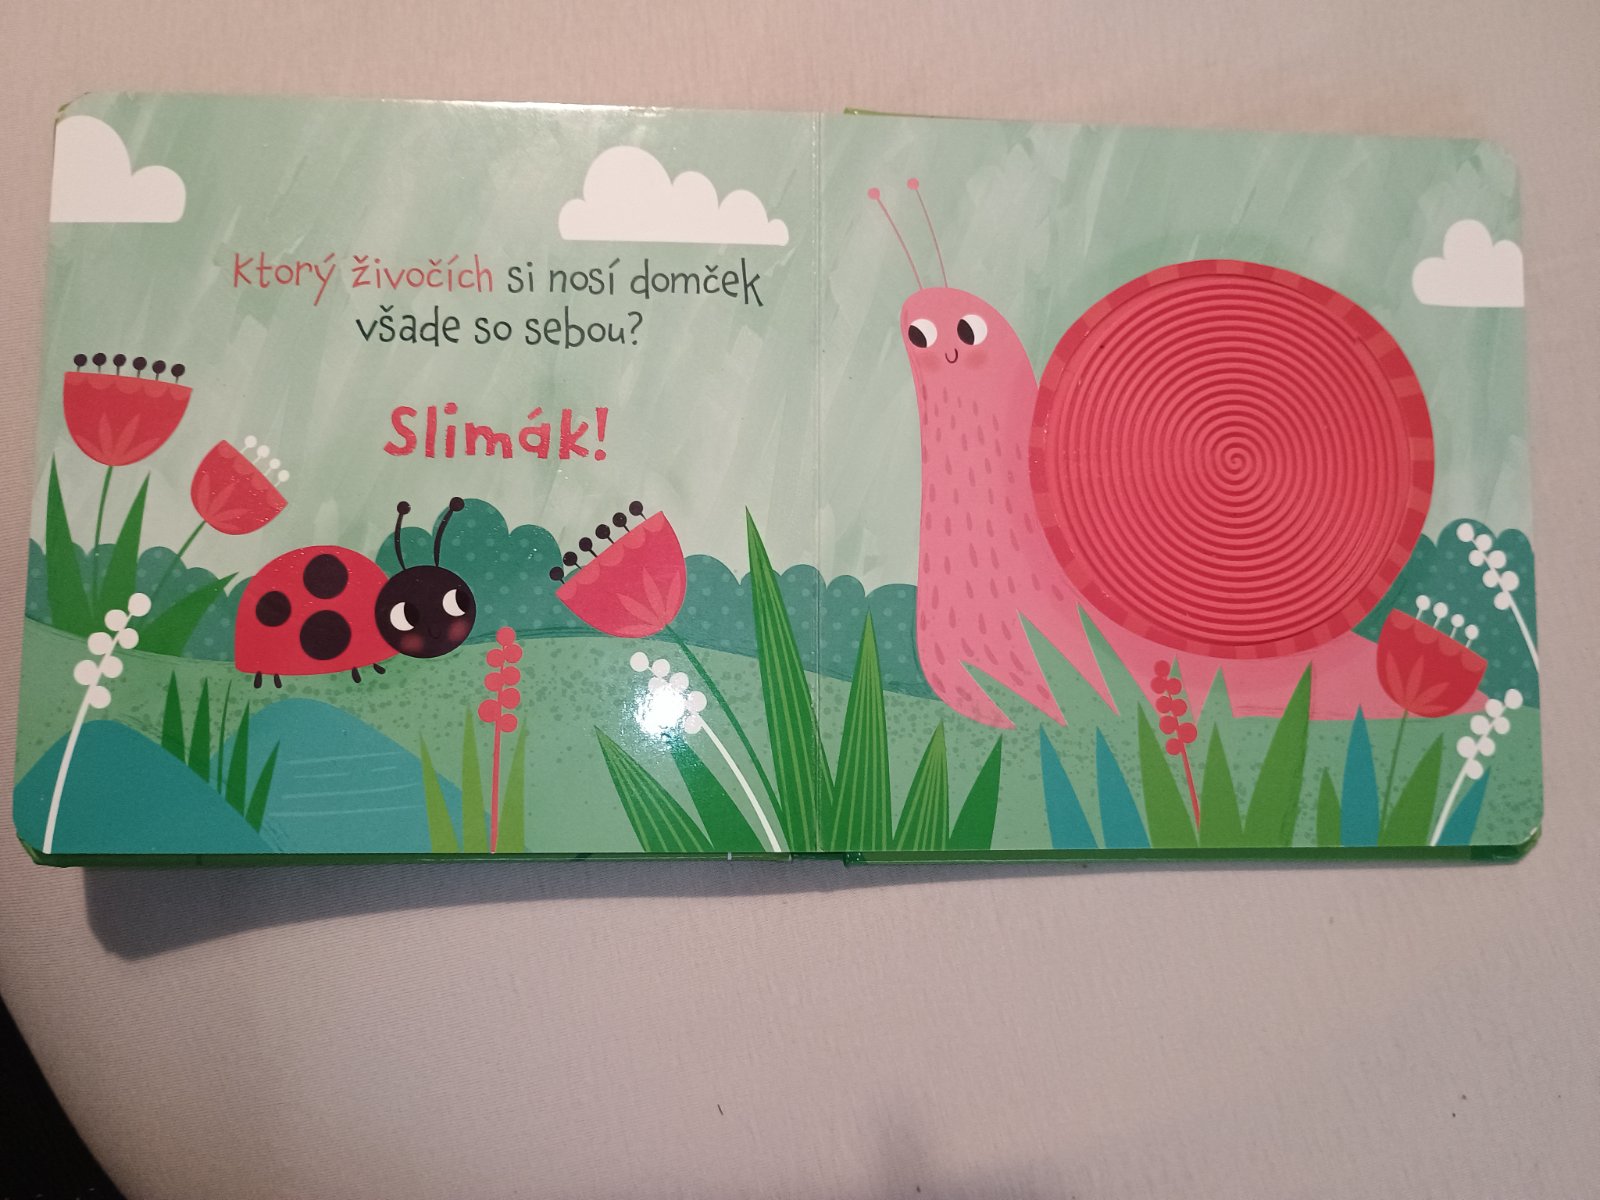 Ktorý živočích si nosí domček
všade so sebou?
Slimák!